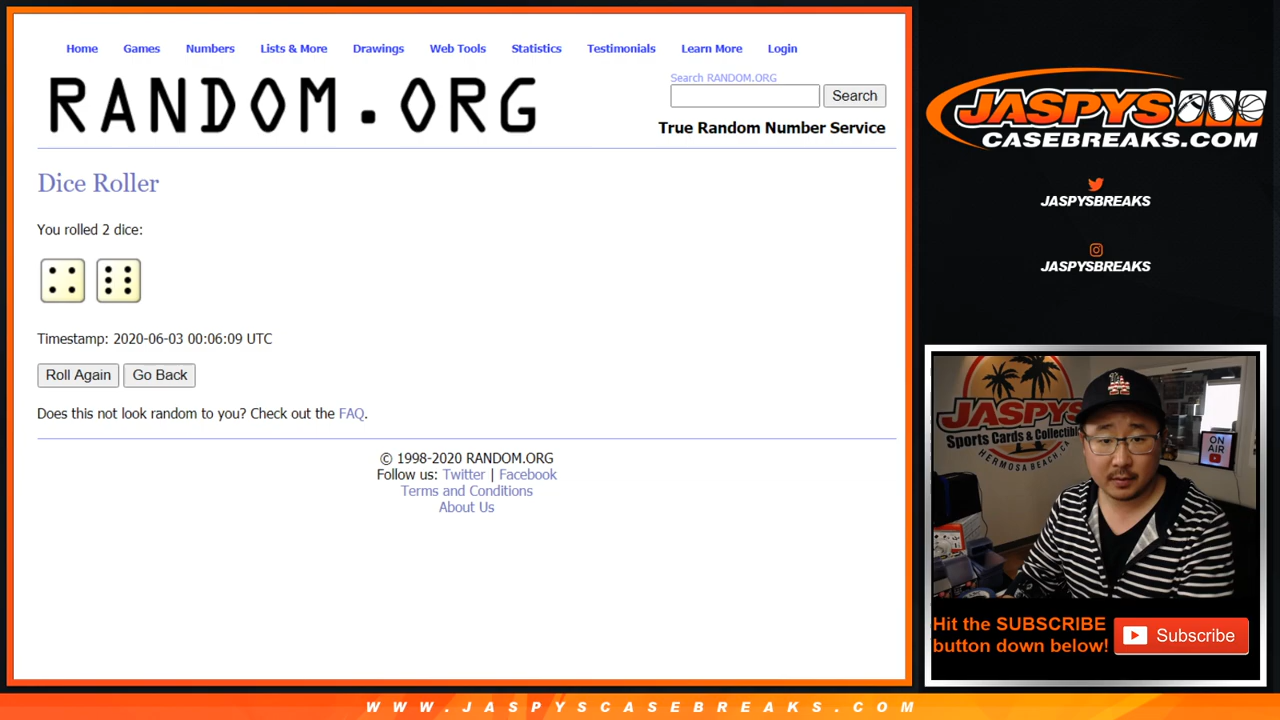 Home Games Numbers Lists & More Drawings Web Tools Statistics Testimonials Learn More Login
RANDOM.ORG
Search RANDOM.ORG
Search
True Random Number Service
Dice Roller
You rolled 2 dice:
Timestamp: 2020-06-03 00:06:09 UTC
Roll Again Go Back
Does this not look random to you? Check out the FAQ.
© 1998-2020 RANDOM.ORG
Follow us: Twitter | Facebook
Terms and Conditions
About Us
JASPYS
CASEBREAKS.COM
JASPYSBREAKS
JASPYSBREAKS
JASPYS
Sports Cards & Collectibl
HERMOSA BEACH, CA
ON
AIR
Hit the SUBSCRIBE
button down below!
Subscribe
WWW.JASPYSCASEBREAKS.COM